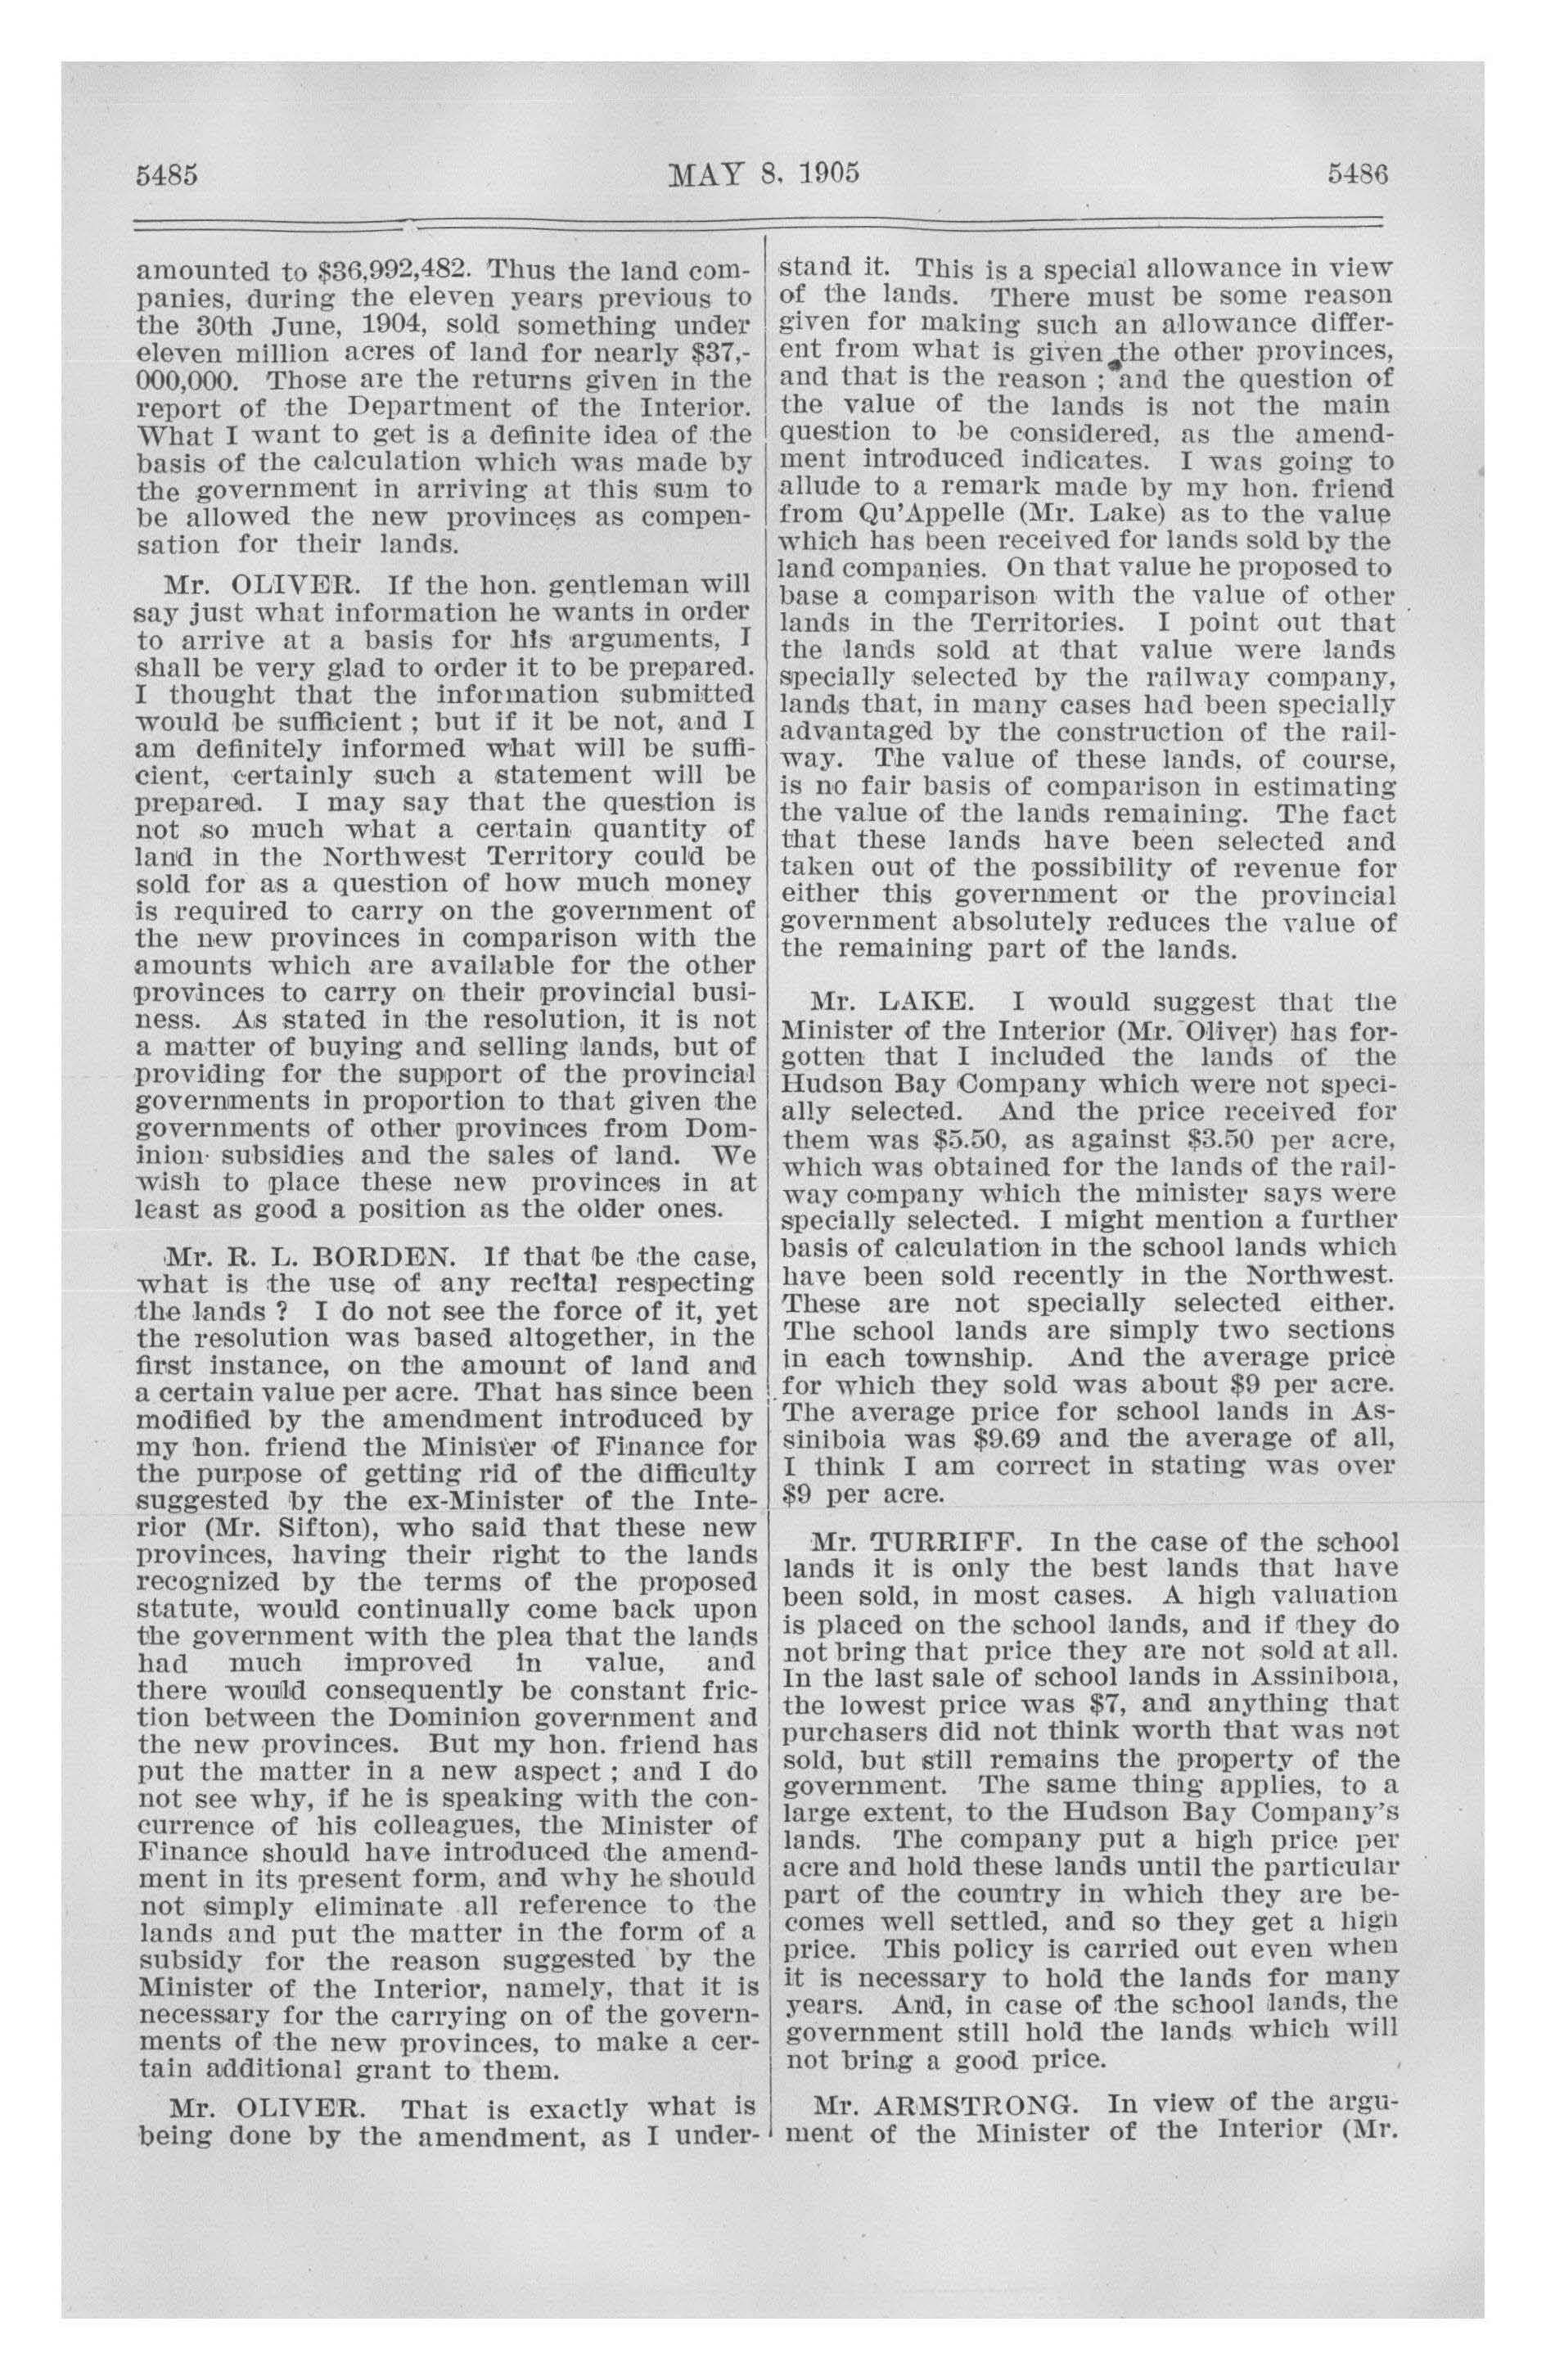 5485
MAY 8, 1905
5486
amounted to $36,992,482. Thus the land com-
panies, during the eleven years previous to
the 30th June, 1904, sold something under
eleven million acres of land for nearly $37,-
000,000. Those are the returns given in the
report of the Department of the Interior.
What I want to get is a definite idea of the
basis of the calculation which was made by
the government in arriving at this sum to
be allowed the new provinces as compen-
sation for their lands.
Mr. OLIVER. If the hon. gentleman will
say just what information he wants in order
to arrive at a basis for his arguments, I
shall be very glad to order it to be prepared.
I thought that the information submitted
would be sufficient ; but if it be not, and I
am definitely informed what will be suffi-
cient, certainly such a statement will be
prepared. I may say that the question is
not so much what a certain quantity of
land in the Northwest Territory could be
sold for as a question of how much money
is required to carry on the government of
the new provinces in comparison with the
amounts which are available for the other
provinces to carry on their provincial busi-
ness. As stated in the resolution, it is not
a matter of buying and selling lands, but of
providing for the support of the provincial
governments in proportion to that given the
governments of other provinces from Dom-
inion subsidies and the sales of land. We
wish to place these new provinces in at
least as good a position as the older ones.
Mr. R. L. BORDEN. If that be the case,
what is the use of any recital respecting
the lands ? I do not see the force of it, yet
the resolution was based altogether, in the
first instance, on the amount of land and
a certain value per acre. That has since been
modified by the amendment introduced by
my hon. friend the Minister of Finance for
the purpose of getting rid of the difficulty
suggested by the ex-Minister of the Inte-
rior (Mr. Sifton), who said that these new
provinces, having their right to the lands
recognized by the terms of the proposed
statute, would continually come back upon
the government with the plea that the lands
had much improved in value, and
there would consequently be constant fric-
tion between the Dominion government and
the new provinces. But my hon. friend has
put the matter in a new aspect ; and I do
not see why, if he is speaking with the con-
currence of his colleagues, the Minister of
Finance should have introduced the amend-
ment in its present form, and why he should
not simply eliminate all reference to the
lands and put the matter in the form of a
subsidy for the reason suggested by the
Minister of the Interior, namely, that it is
necessary for the carrying on of the govern-
ments of the new provinces, to make a cer-
tain additional grant to them.
Mr. OLIVER. That is exactly what is
being done by the amendment, as I under-
stand it. This is a special allowance in view
of the lands. There must be some reason
given for making such an allowance differ-
ent from what is given the other provinces,
and that is the reason ; and the question of
the value of the lands is not the main
question to be considered, as the amend-
ment introduced indicates. I was going to
allude to a remark made by my hon. friend
from Qu'Appelle (Mr. Lake) as to the value
which has been received for lands sold by the
land companies. On that value he proposed to
base a comparison with the value of other
lands in the Territories. I point out that
the lands sold at that value were lands
specially selected by the railway company,
lands that, in many cases had been specially
advantaged by the construction of the rail-
way. The value of these lands, of course,
is no fair basis of comparison in estimating
the value of the lands remaining. The fact
that these lands have been selected and
taken out of the possibility of revenue for
either this government or the provincial
government absolutely reduces the value of
the remaining part of the lands.
Mr. LAKE. I would suggest that the
Minister of the Interior (Mr. Oliver) has for-
gotten that I included the lands of the
Hudson Bay Company which were not speci-
ally selected. And the price received for
them was $5.50, as against $3.50 per acre,
which was obtained for the lands of the rail-
way company which the minister says were
specially selected. I might mention a further
basis of calculation in the school lands which
have been sold recently in the Northwest.
These are not specially selected either.
The school lands are simply two sections
in each township. And the average price
for which they sold was about $9 per acre.
The average price for school lands in As-
siniboia was $9.69 and the average of all,
I think I am correct in stating was over
$9 per acre.
Mr. TURRIFF. In the case of the school
lands it is only the best lands that have
been sold, in most cases. A high valuation
is placed on the school lands, and if they do
not bring that price they are not sold at all.
In the last sale of school lands in Assiniboia,
the lowest price was $7, and anything that
purchasers did not think worth that was not
sold, but still remains the property of the
government. The same thing applies, to a
large extent, to the Hudson Bay Company's
lands. The company put a high price per
acre and hold these lands until the particular
part of the country in which they are be-
comes well settled, and so they get a high
price. This policy is carried out even when
it is necessary to hold the lands for many
years. And, in case of the school lands, the
government still hold the lands which will
not bring a good price.
Mr. ARMSTRONG. In view of the argu-
ment of the Minister of the Interior (Mr.